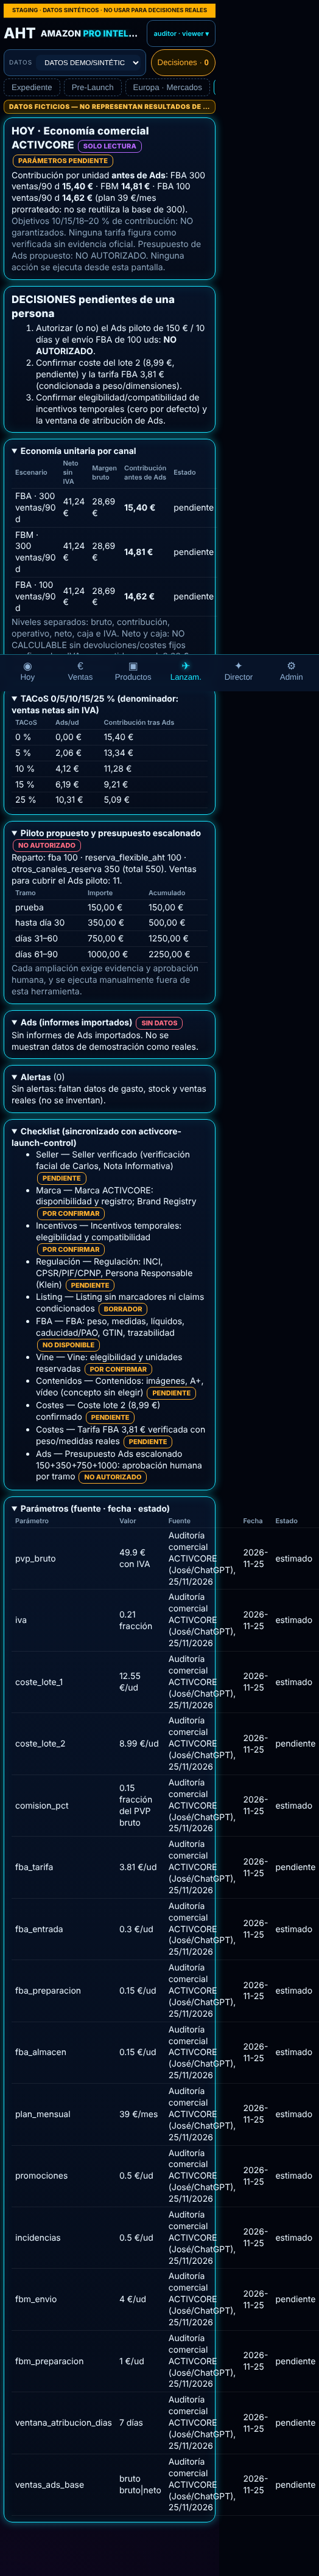 STAGING · DATOS SINTÉTICOS · NO USAR PARA DECISIONES REALES
AHT AMAZON PRO INTEL... auditor · viewer ▾
DATOS DATOS DEMO/SINTÉTIC Decisiones · 0
Expediente Pre-Launch Europa · Mercados
DATOS FICTICIOS — NO REPRESENTAN RESULTADOS DE ...
HOY · Economía comercial
ACTIVCORE SOLO LECTURA
PARÁMETROS PENDIENTE
Contribución por unidad antes de Ads: FBA 300
ventas/90 d 15,40 € · FBM 14,81 € · FBA 100
ventas/90 d 14,62 € (plan 39 €/mes
prorrateado: no se reutiliza la base de 300).
Objetivos 10/15/18–20 % de contribución: NO
garantizados. Ninguna tarifa figura como
verificada sin evidencia oficial. Presupuesto de
Ads propuesto: NO AUTORIZADO. Ninguna
acción se ejecuta desde esta pantalla.
DECISIONES pendientes de una
persona
1. Autorizar (o no) el Ads piloto de 150 € / 10
días y el envío FBA de 100 uds: NO
AUTORIZADO.
2. Confirmar coste del lote 2 (8,99 €,
pendiente) y la tarifa FBA 3,81 €
(condicionada a peso/dimensiones).
3. Confirmar elegibilidad/compatibilidad de
incentivos temporales (cero por defecto) y
la ventana de atribución de Ads.
▾ Economía unitaria por canal
Escenario Neto sin IVA Margen bruto Contribución antes de Ads Estado
FBA · 300 ventas/90 d 41,24 € 28,69 € 15,40 € pendiente
FBM · 300 ventas/90 d 41,24 € 28,69 € 14,81 € pendiente
FBA · 100 ventas/90 d 41,24 € 28,69 € 14,62 € pendiente
Niveles separados: bruto, contribución,
operativo, neto, caja e IVA. Neto y caja: NO
CALCULABLE sin devoluciones/costes fijos
Hoy Ventas Productos Lanzam. Director Admin
▾ TACoS 0/5/10/15/25 % (denominador:
ventas netas sin IVA)
TACoS Ads/ud Contribución tras Ads
0 % 0,00 € 15,40 €
5 % 2,06 € 13,34 €
10 % 4,12 € 11,28 €
15 % 6,19 € 9,21 €
25 % 10,31 € 5,09 €
▾ Piloto propuesto y presupuesto escalonado
NO AUTORIZADO
Reparto: fba 100 · reserva_flexible_aht 100 ·
otros_canales_reserva 350 (total 550). Ventas
para cubrir el Ads piloto: 11.
Tramo Importe Acumulado
prueba 150,00 € 150,00 €
hasta día 30 350,00 € 500,00 €
días 31–60 750,00 € 1250,00 €
días 61–90 1000,00 € 2250,00 €
Cada ampliación exige evidencia y aprobación
humana, y se ejecuta manualmente fuera de
esta herramienta.
▾ Ads (informes importados) SIN DATOS
Sin informes de Ads importados. No se
muestran datos de demostración como reales.
▾ Alertas (0)
Sin alertas: faltan datos de gasto, stock y ventas
reales (no se inventan).
▾ Checklist (sincronizado con activcore-
launch-control)
• Seller — Seller verificado (verificación
facial de Carlos, Nota Informativa)
PENDIENTE
• Marca — Marca ACTIVCORE:
disponibilidad y registro; Brand Registry
POR CONFIRMAR
• Incentivos — Incentivos temporales:
elegibilidad y compatibilidad
POR CONFIRMAR
• Regulación — Regulación: INCI,
CPSR/PIF/CPNP, Persona Responsable
(Klein) PENDIENTE
• Listing — Listing sin marcadores ni claims
condicionados BORRADOR
• FBA — FBA: peso, medidas, líquidos,
caducidad/PAO, GTIN, trazabilidad
NO DISPONIBLE
• Vine — Vine: elegibilidad y unidades
reservadas POR CONFIRMAR
• Contenidos — Contenidos: imágenes, A+,
vídeo (concepto sin elegir) PENDIENTE
• Costes — Coste lote 2 (8,99 €)
confirmado PENDIENTE
• Costes — Tarifa FBA 3,81 € verificada con
peso/medidas reales PENDIENTE
• Ads — Presupuesto Ads escalonado
150+350+750+1000: aprobación humana
por tramo NO AUTORIZADO
▾ Parámetros (fuente · fecha · estado)
Parámetro Valor Fuente Fecha Estado
pvp_bruto 49.9 € con IVA Auditoría comercial ACTIVCORE (José/ChatGPT), 25/11/2026 2026-11-25 estimado
iva 0.21 fracción Auditoría comercial ACTIVCORE (José/ChatGPT), 25/11/2026 2026-11-25 estimado
coste_lote_1 12.55 €/ud Auditoría comercial ACTIVCORE (José/ChatGPT), 25/11/2026 2026-11-25 estimado
coste_lote_2 8.99 €/ud Auditoría comercial ACTIVCORE (José/ChatGPT), 25/11/2026 2026-11-25 pendiente
comision_pct 0.15 fracción del PVP bruto Auditoría comercial ACTIVCORE (José/ChatGPT), 25/11/2026 2026-11-25 estimado
fba_tarifa 3.81 €/ud Auditoría comercial ACTIVCORE (José/ChatGPT), 25/11/2026 2026-11-25 pendiente
fba_entrada 0.3 €/ud Auditoría comercial ACTIVCORE (José/ChatGPT), 25/11/2026 2026-11-25 estimado
fba_preparacion 0.15 €/ud Auditoría comercial ACTIVCORE (José/ChatGPT), 25/11/2026 2026-11-25 estimado
fba_almacen 0.15 €/ud Auditoría comercial ACTIVCORE (José/ChatGPT), 25/11/2026 2026-11-25 estimado
plan_mensual 39 €/mes Auditoría comercial ACTIVCORE (José/ChatGPT), 25/11/2026 2026-11-25 estimado
promociones 0.5 €/ud Auditoría comercial ACTIVCORE (José/ChatGPT), 25/11/2026 2026-11-25 estimado
incidencias 0.5 €/ud Auditoría comercial ACTIVCORE (José/ChatGPT), 25/11/2026 2026-11-25 estimado
fbm_envio 4 €/ud Auditoría comercial ACTIVCORE (José/ChatGPT), 25/11/2026 2026-11-25 pendiente
fbm_preparacion 1 €/ud Auditoría comercial ACTIVCORE (José/ChatGPT), 25/11/2026 2026-11-25 pendiente
ventana_atribucion_dias 7 días Auditoría comercial ACTIVCORE (José/ChatGPT), 25/11/2026 2026-11-25 pendiente
ventas_ads_base bruto bruto|neto Auditoría comercial ACTIVCORE (José/ChatGPT), 25/11/2026 2026-11-25 pendiente